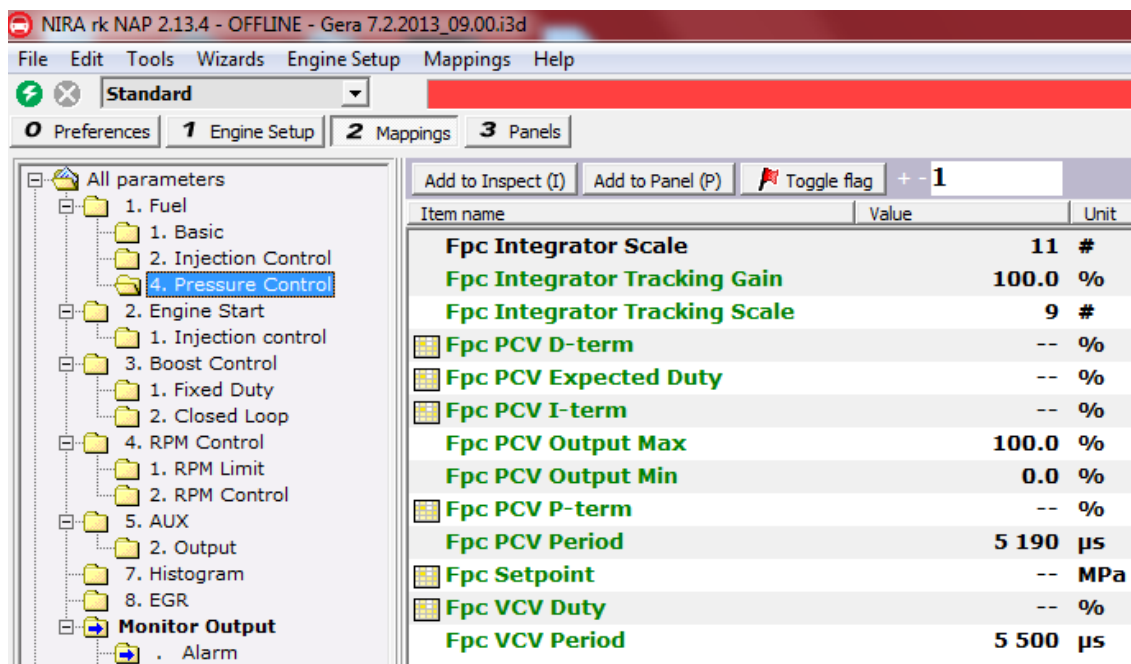 NIRA rk NAP 2.13.4 - OFFLINE - Gera 7.2.2013_09.00.i3d
File Edit Tools Wizards Engine Setup Mappings Help
Standard
0 Preferences 1 Engine Setup 2 Mappings 3 Panels
All parameters
1. Fuel
1. Basic
2. Injection Control
4. Pressure Control
2. Engine Start
1. Injection control
3. Boost Control
1. Fixed Duty
2. Closed Loop
4. RPM Control
1. RPM Limit
2. RPM Control
5. AUX
2. Output
7. Histogram
8. EGR
Monitor Output
. Alarm
Add to Inspect (I) Add to Panel (P) Toggle flag + - 1
Item name Value Unit
Fpc Integrator Scale 11 #
Fpc Integrator Tracking Gain 100.0 %
Fpc Integrator Tracking Scale 9 #
Fpc PCV D-term -- %
Fpc PCV Expected Duty -- %
Fpc PCV I-term -- %
Fpc PCV Output Max 100.0 %
Fpc PCV Output Min 0.0 %
Fpc PCV P-term -- %
Fpc PCV Period 5 190 µs
Fpc Setpoint -- MPa
Fpc VCV Duty -- %
Fpc VCV Period 5 500 µs